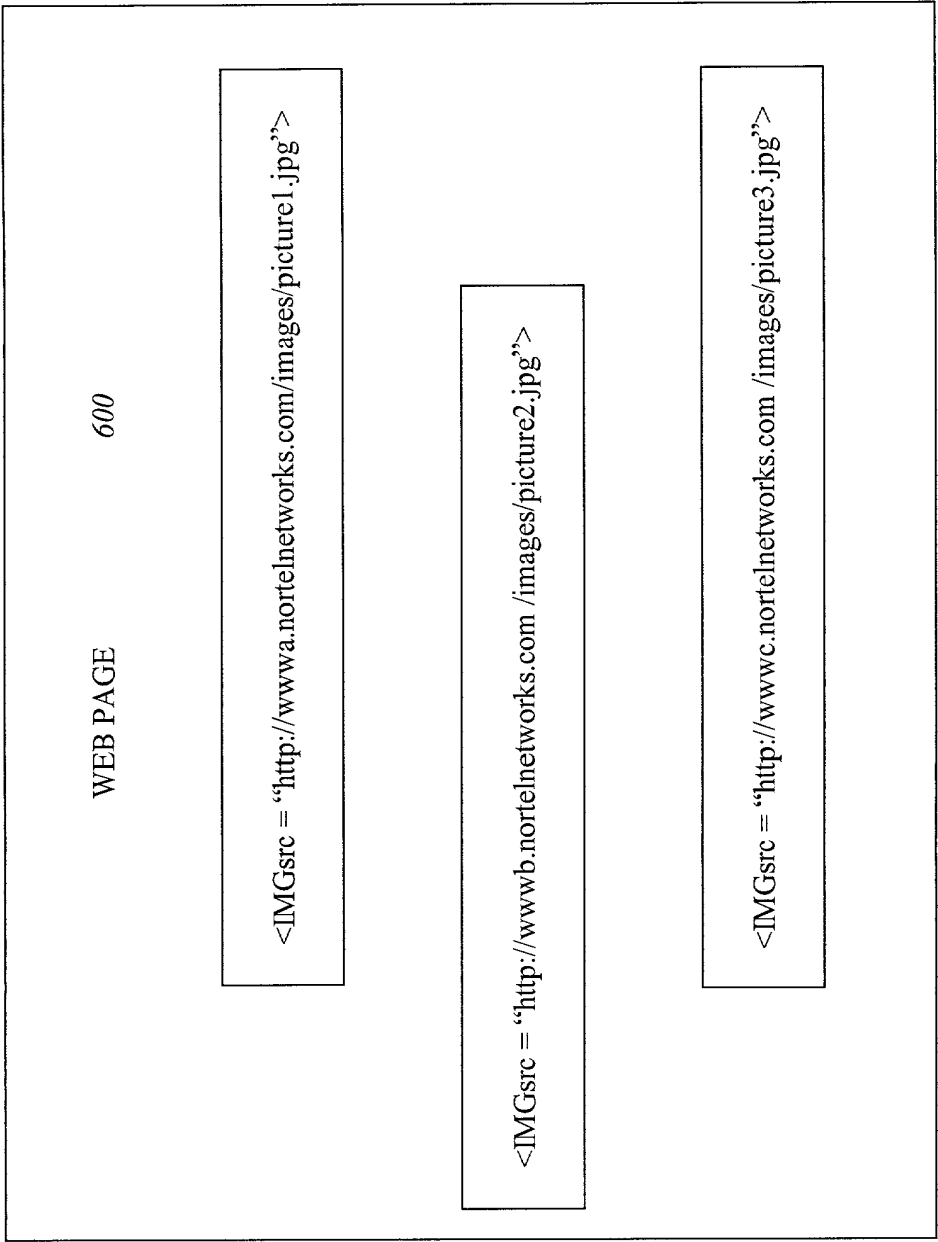 WEB PAGE 600
<IMGsrc = “http://wwwa.nortelnetworks.com/images/picture1.jpg”>
<IMGsrc = “http://wwwb.nortelnetworks.com /images/picture2.jpg”>
<IMGsrc = “http://wwwc.nortelnetworks.com /images/picture3.jpg”>